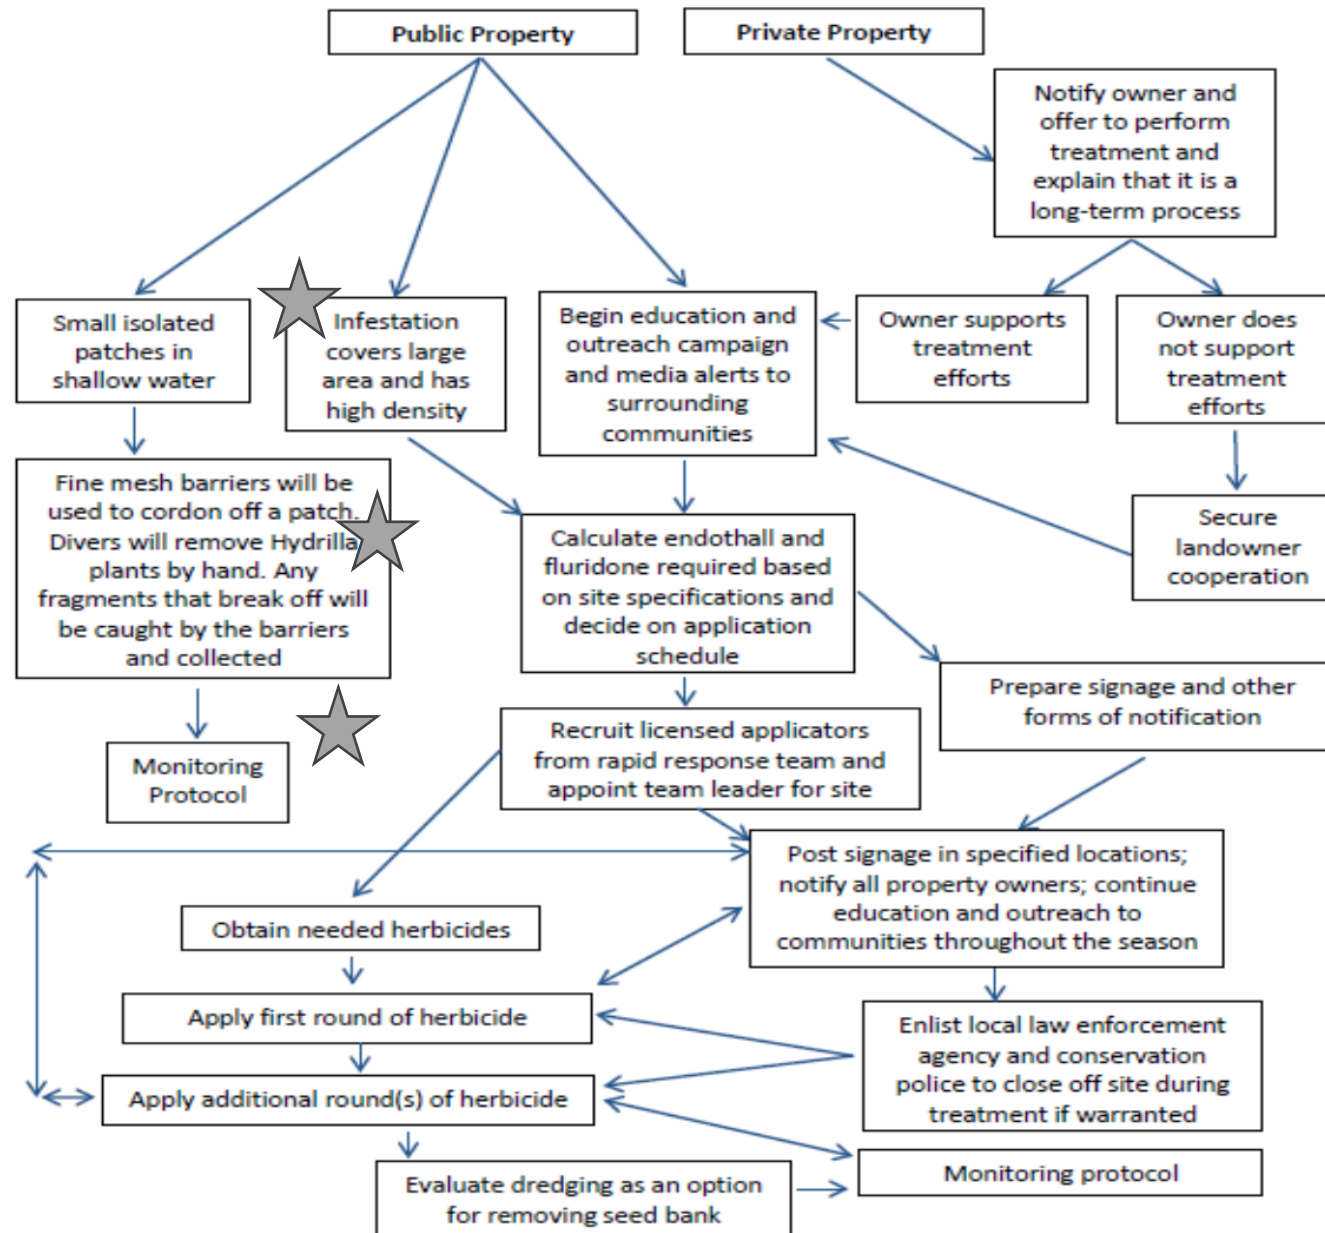 Public Property
Private Property
Notify owner and
offer to perform
treatment and
explain that it is a
long-term process
Small isolated
patches in
shallow water
Infestation
covers large
area and has
high density
Begin education and
outreach campaign
and media alerts to
surrounding
communities
Owner supports
treatment
efforts
Owner does
not support
treatment
efforts
Fine mesh barriers will be
used to cordon off a patch.
Divers will remove Hydrilla
plants by hand. Any
fragments that break off will
be caught by the barriers
and collected
Calculate endothall and
fluridone required based
on site specifications and
decide on application
schedule
Secure
landowner
cooperation
Prepare signage and other
forms of notification
Monitoring
Protocol
Recruit licensed applicators
from rapid response team and
appoint team leader for site
Post signage in specified locations;
notify all property owners; continue
education and outreach to
communities throughout the season
Obtain needed herbicides
Apply first round of herbicide
Enlist local law enforcement
agency and conservation
police to close off site during
treatment if warranted
Apply additional round(s) of herbicide
Monitoring protocol
Evaluate dredging as an option
for removing seed bank